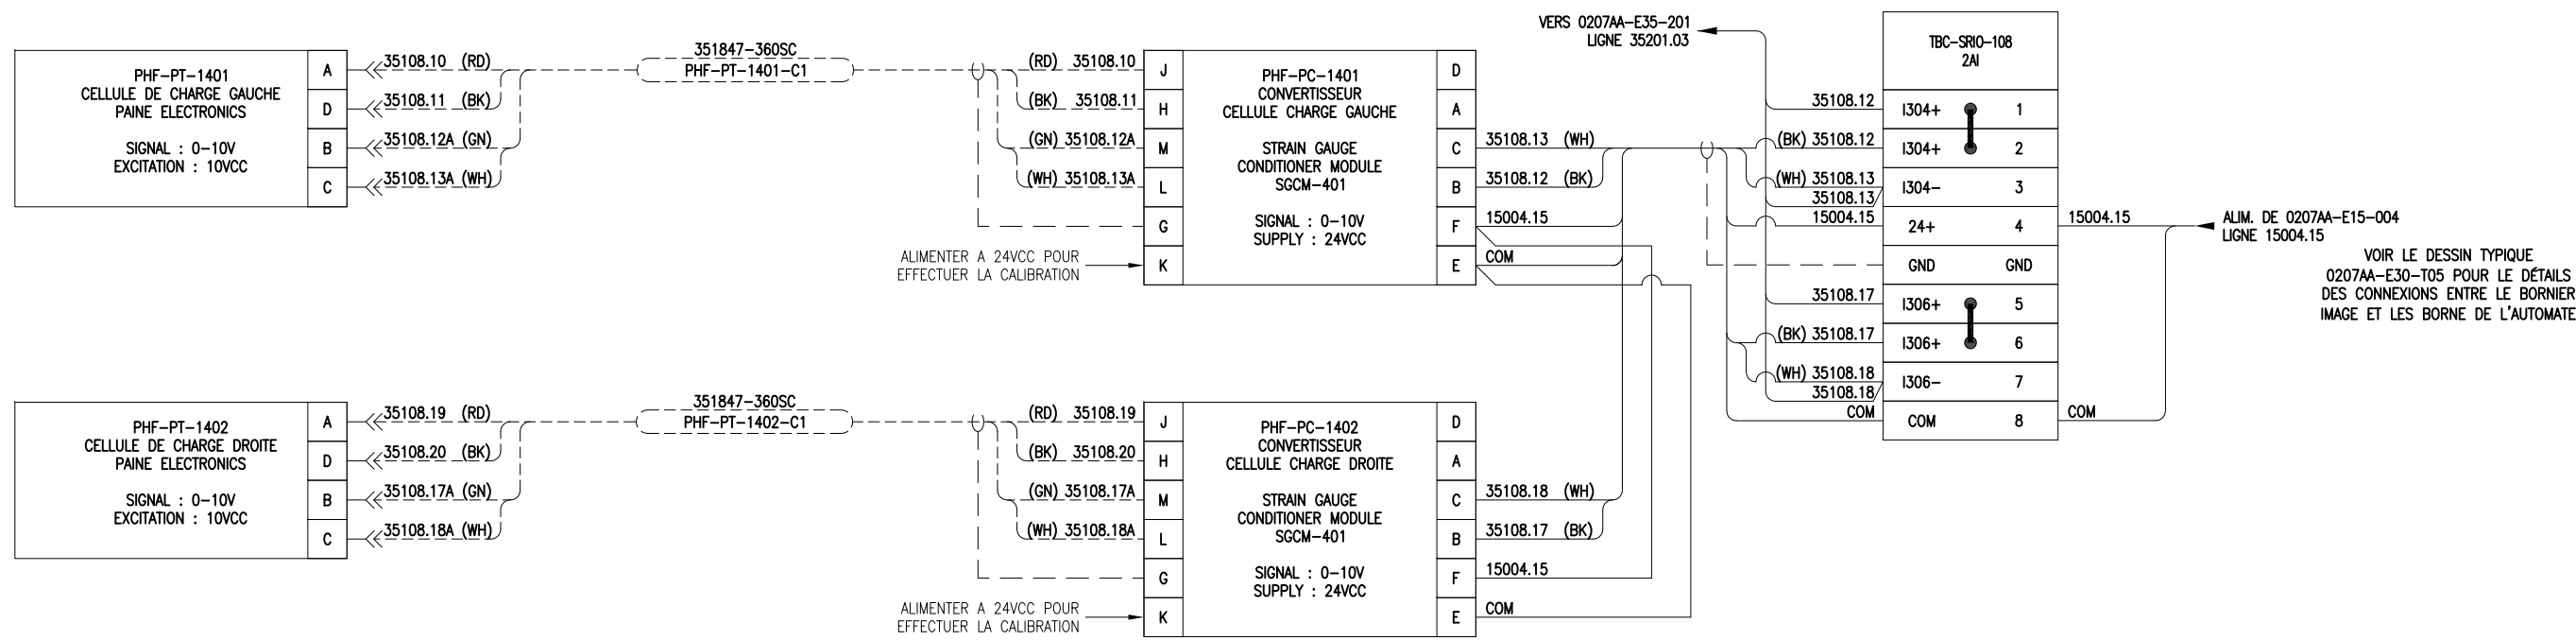 PHF-PT-1401
CELLULE DE CHARGE GAUCHE
PAINE ELECTRONICS
SIGNAL : 0-10V
EXCITATION : 10VCC
A
D
B
C
35108.10 (RD)
35108.11 (BK)
35108.12A (GN)
35108.13A (WH)
351847-360SC
PHF-PT-1401-C1
(RD) 35108.10
(BK) 35108.11
(GN) 35108.12A
(WH) 35108.13A
ALIMENTER A 24VCC POUR
EFFECTUER LA CALIBRATION
J
H
M
L
G
K
PHF-PC-1401
CONVERTISSEUR
CELLULE CHARGE GAUCHE
STRAIN GAUGE
CONDITIONER MODULE
SGCM-401
SIGNAL : 0-10V
SUPPLY : 24VCC
D
A
C
B
F
E
35108.13 (WH)
35108.12 (BK)
15004.15
COM
PHF-PT-1402
CELLULE DE CHARGE DROITE
PAINE ELECTRONICS
SIGNAL : 0-10V
EXCITATION : 10VCC
A
D
B
C
35108.19 (RD)
35108.20 (BK)
35108.17A (GN)
35108.18A (WH)
351847-360SC
PHF-PT-1402-C1
(RD) 35108.19
(BK) 35108.20
(GN) 35108.17A
(WH) 35108.18A
ALIMENTER A 24VCC POUR
EFFECTUER LA CALIBRATION
J
H
M
L
G
K
PHF-PC-1402
CONVERTISSEUR
CELLULE CHARGE DROITE
STRAIN GAUGE
CONDITIONER MODULE
SGCM-401
SIGNAL : 0-10V
SUPPLY : 24VCC
D
A
C
B
F
E
35108.18 (WH)
35108.17 (BK)
15004.15
COM
VERS 0207AA-E35-201
LIGNE 35201.03
35108.12
(BK) 35108.12
(WH) 35108.13
35108.13
15004.15
35108.17
(BK) 35108.17
(WH) 35108.18
35108.18
COM
TBC-SRIO-108
2AI
I304+ 1
I304+ 2
I304- 3
24+ 4
GND GND
I306+ 5
I306+ 6
I306- 7
COM 8
15004.15
COM
ALIM. DE 0207AA-E15-004
LIGNE 15004.15
VOIR LE DESSIN TYPIQUE
0207AA-E30-T05 POUR LE DÉTAILS
DES CONNEXIONS ENTRE LE BORNIER
IMAGE ET LES BORNE DE L'AUTOMATE